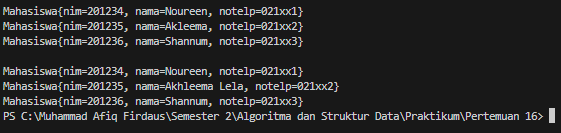 Mahasiswa{nim=201234, nama=Noureen, notelp=021xx1}
Mahasiswa{nim=201235, nama=Akleema, notelp=021xx2}
Mahasiswa{nim=201236, nama=Shannum, notelp=021xx3}
Mahasiswa{nim=201234, nama=Noureen, notelp=021xx1}
Mahasiswa{nim=201235, nama=Akhleema Lela, notelp=021xx2}
Mahasiswa{nim=201236, nama=Shannum, notelp=021xx3}
PS C:\Muhammad Afiq Firdaus\Semester 2\Algoritma dan Struktur Data\Praktikum\Pertemuan 16>